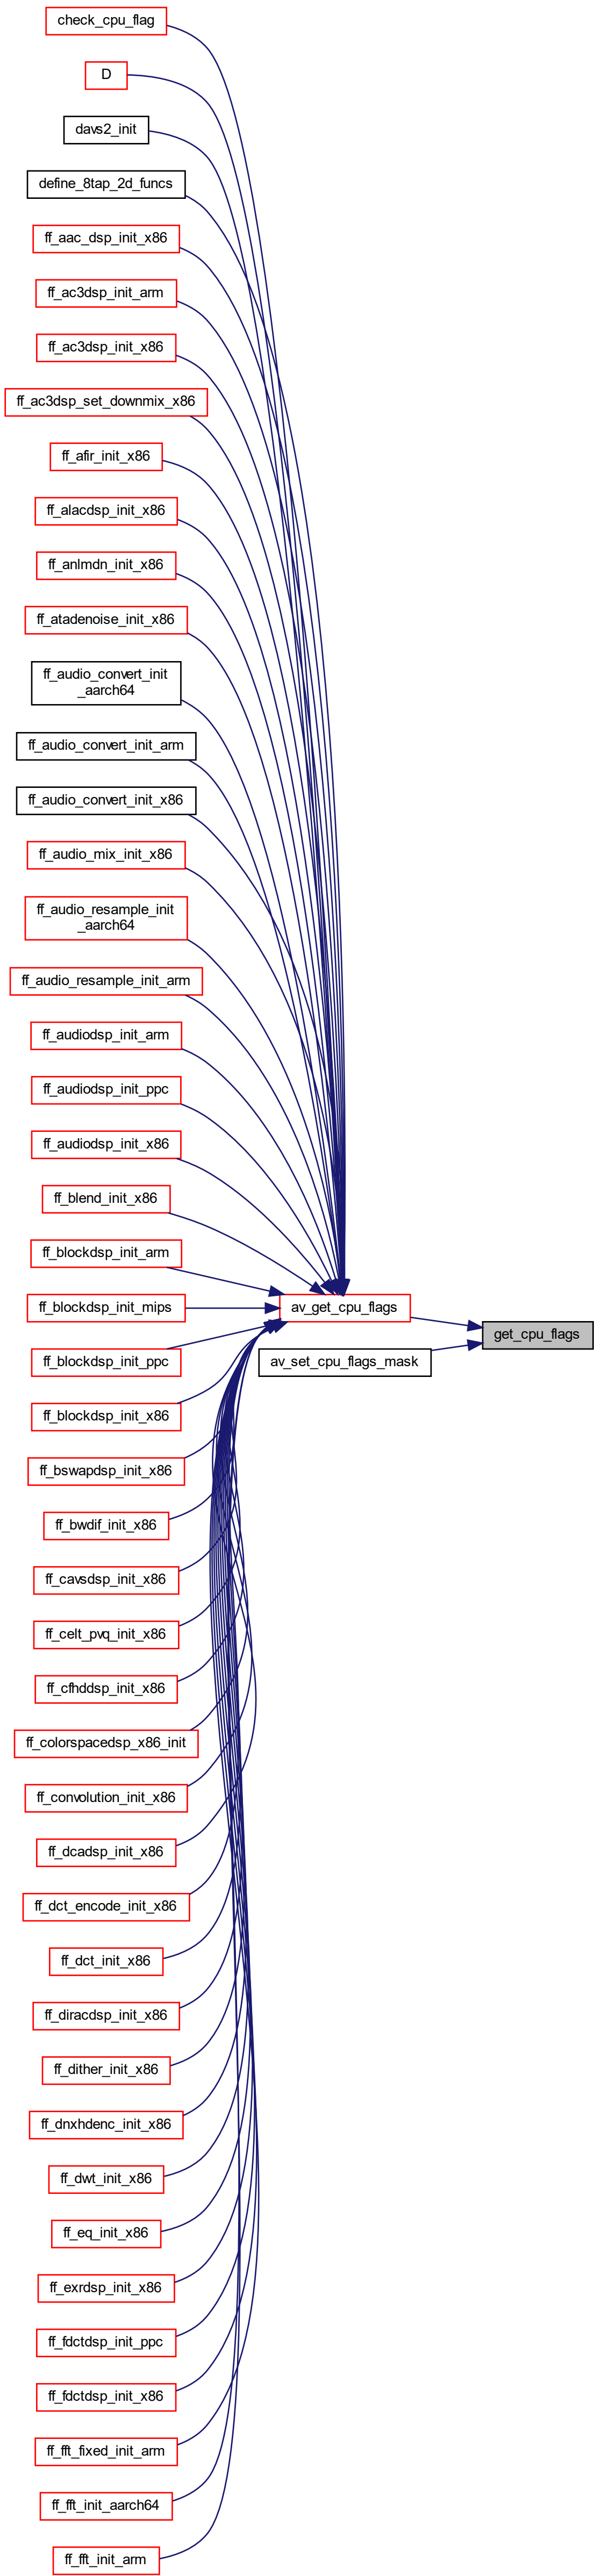 check_cpu_flag
D
davs2_init
define_8tap_2d_funcs
ff_aac_dsp_init_x86
ff_ac3dsp_init_arm
ff_ac3dsp_init_x86
ff_ac3dsp_set_downmix_x86
ff_afir_init_x86
ff_alacdsp_init_x86
ff_anlmdn_init_x86
ff_atadenoise_init_x86
ff_audio_convert_init
_aarch64
ff_audio_convert_init_arm
ff_audio_convert_init_x86
ff_audio_mix_init_x86
ff_audio_resample_init
_aarch64
ff_audio_resample_init_arm
ff_audiodsp_init_arm
ff_audiodsp_init_ppc
ff_audiodsp_init_x86
ff_blend_init_x86
ff_blockdsp_init_arm
ff_blockdsp_init_mips
av_get_cpu_flags
get_cpu_flags
ff_blockdsp_init_ppc
av_set_cpu_flags_mask
ff_blockdsp_init_x86
ff_bswapdsp_init_x86
ff_bwdif_init_x86
ff_cavsdsp_init_x86
ff_celt_pvq_init_x86
ff_cfhddsp_init_x86
ff_colorspacedsp_x86_init
ff_convolution_init_x86
ff_dcadsp_init_x86
ff_dct_encode_init_x86
ff_dct_init_x86
ff_diracdsp_init_x86
ff_dither_init_x86
ff_dnxhdenc_init_x86
ff_dwt_init_x86
ff_eq_init_x86
ff_exrdsp_init_x86
ff_fdctdsp_init_ppc
ff_fdctdsp_init_x86
ff_fft_fixed_init_arm
ff_fft_init_aarch64
ff_fft_init_arm